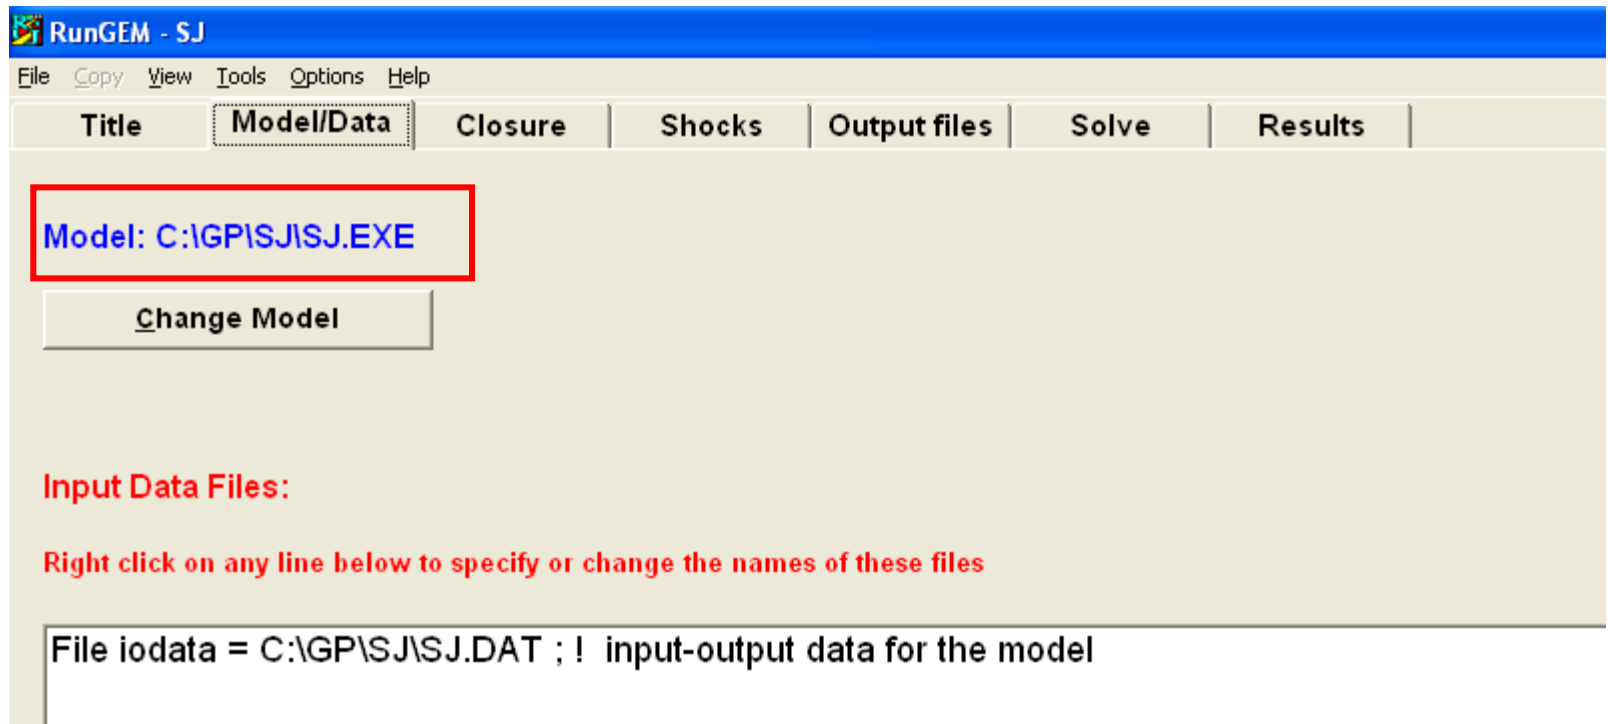 RunGEM - SJ
File Copy View Tools Options Help
Title Model/Data Closure Shocks Output files Solve Results
Model: C:\GP\SJ\SJ.EXE
Change Model
Input Data Files:
Right click on any line below to specify or change the names of these files
File iodata = C:\GP\SJ\SJ.DAT ; !  input-output data for the model